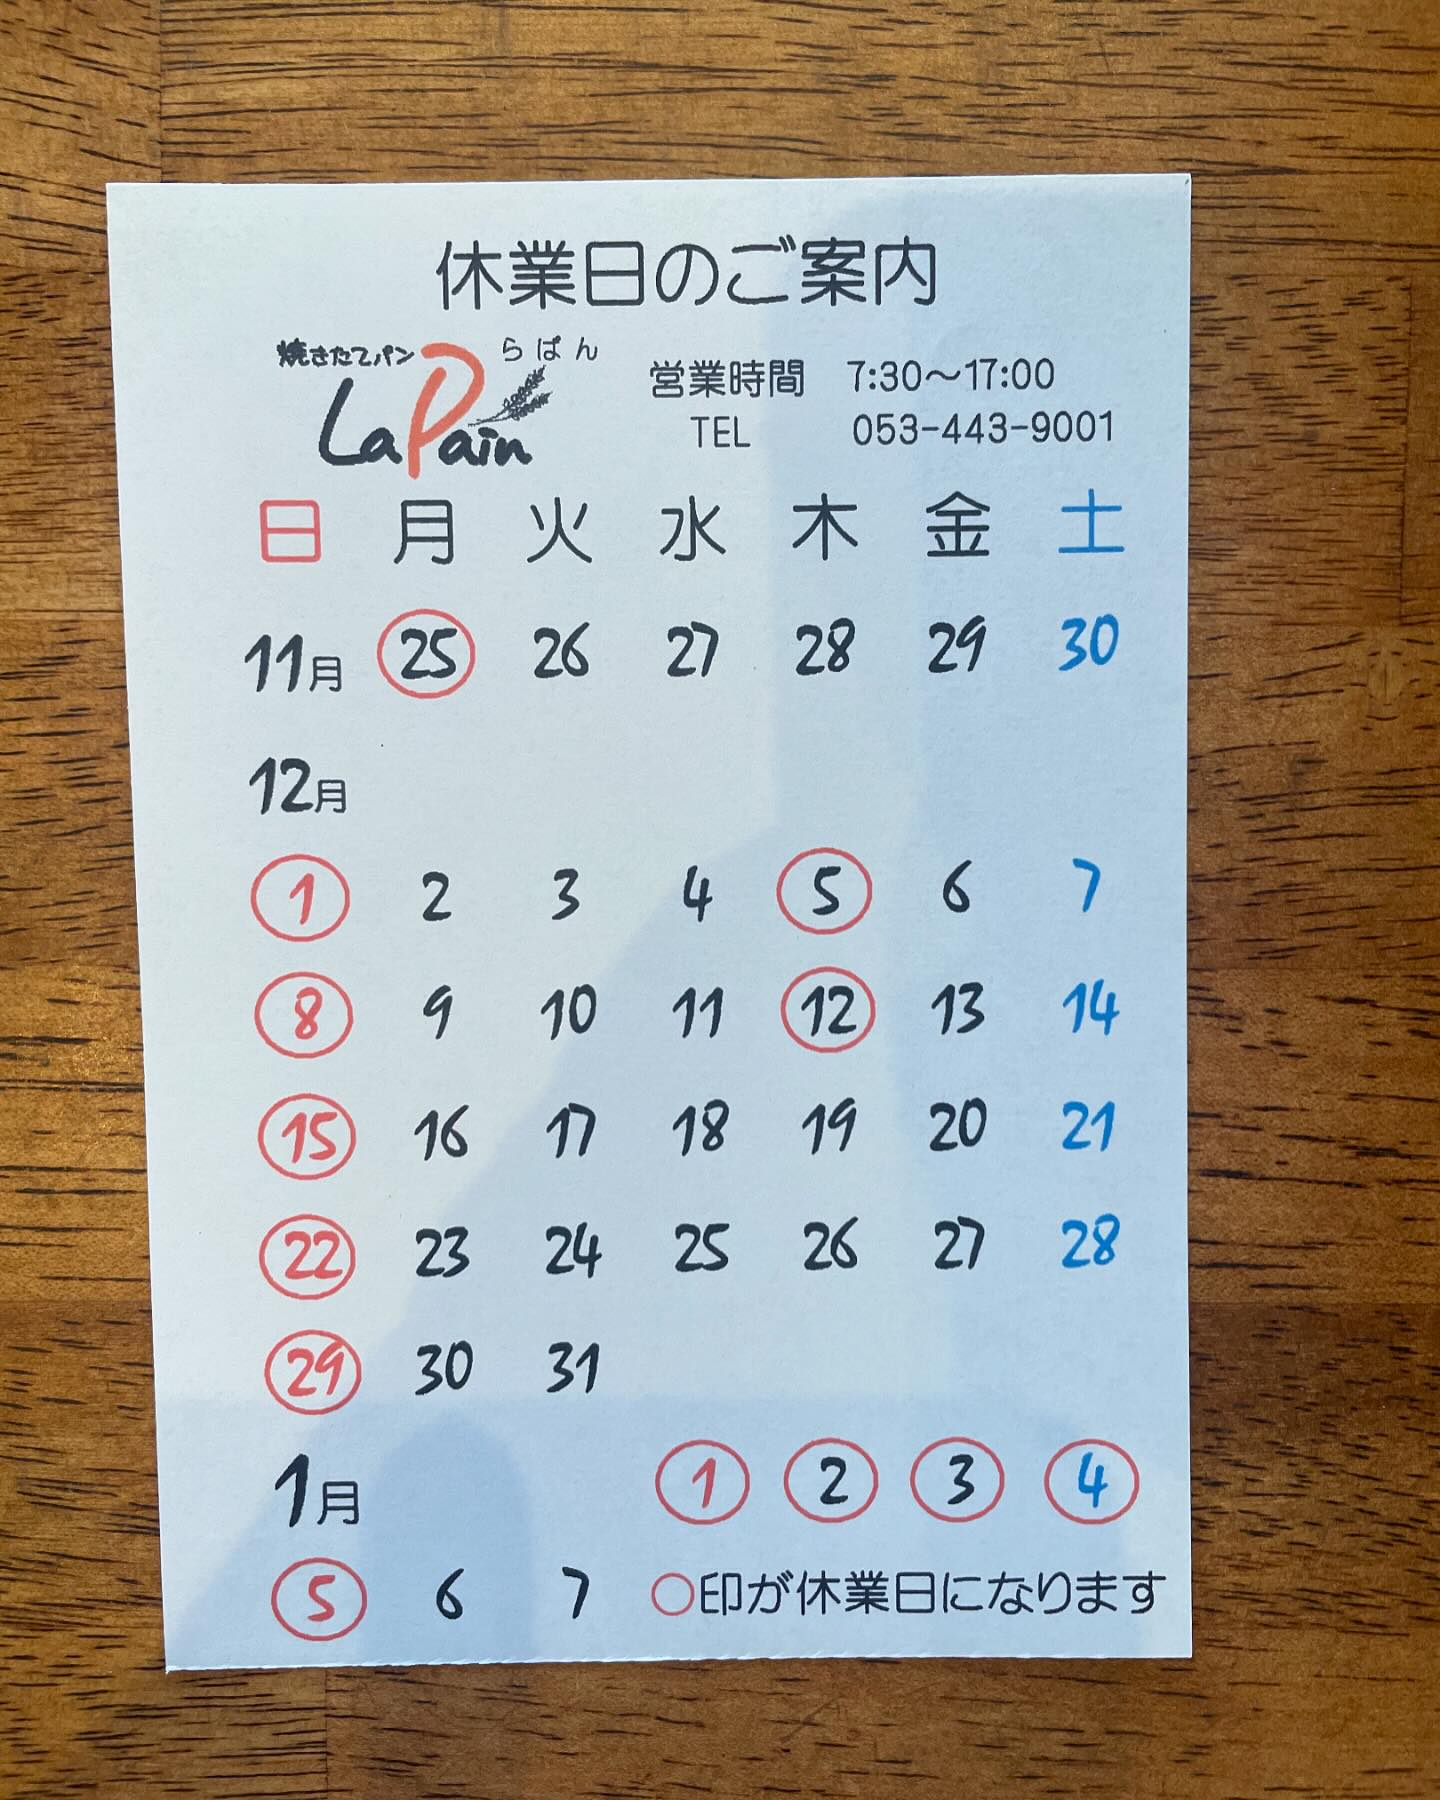 休業日のご案内
焼きたてパン らぱん
LaPain
営業時間 7:30〜17:00
TEL 053-443-9001
日 月 火 水 木 金 土
11月 25 26 27 28 29 30
12月
1 2 3 4 5 6 7
8 9 10 11 12 13 14
15 16 17 18 19 20 21
22 23 24 25 26 27 28
29 30 31
1月 1 2 3 4
5 6 7 ○印が休業日になります